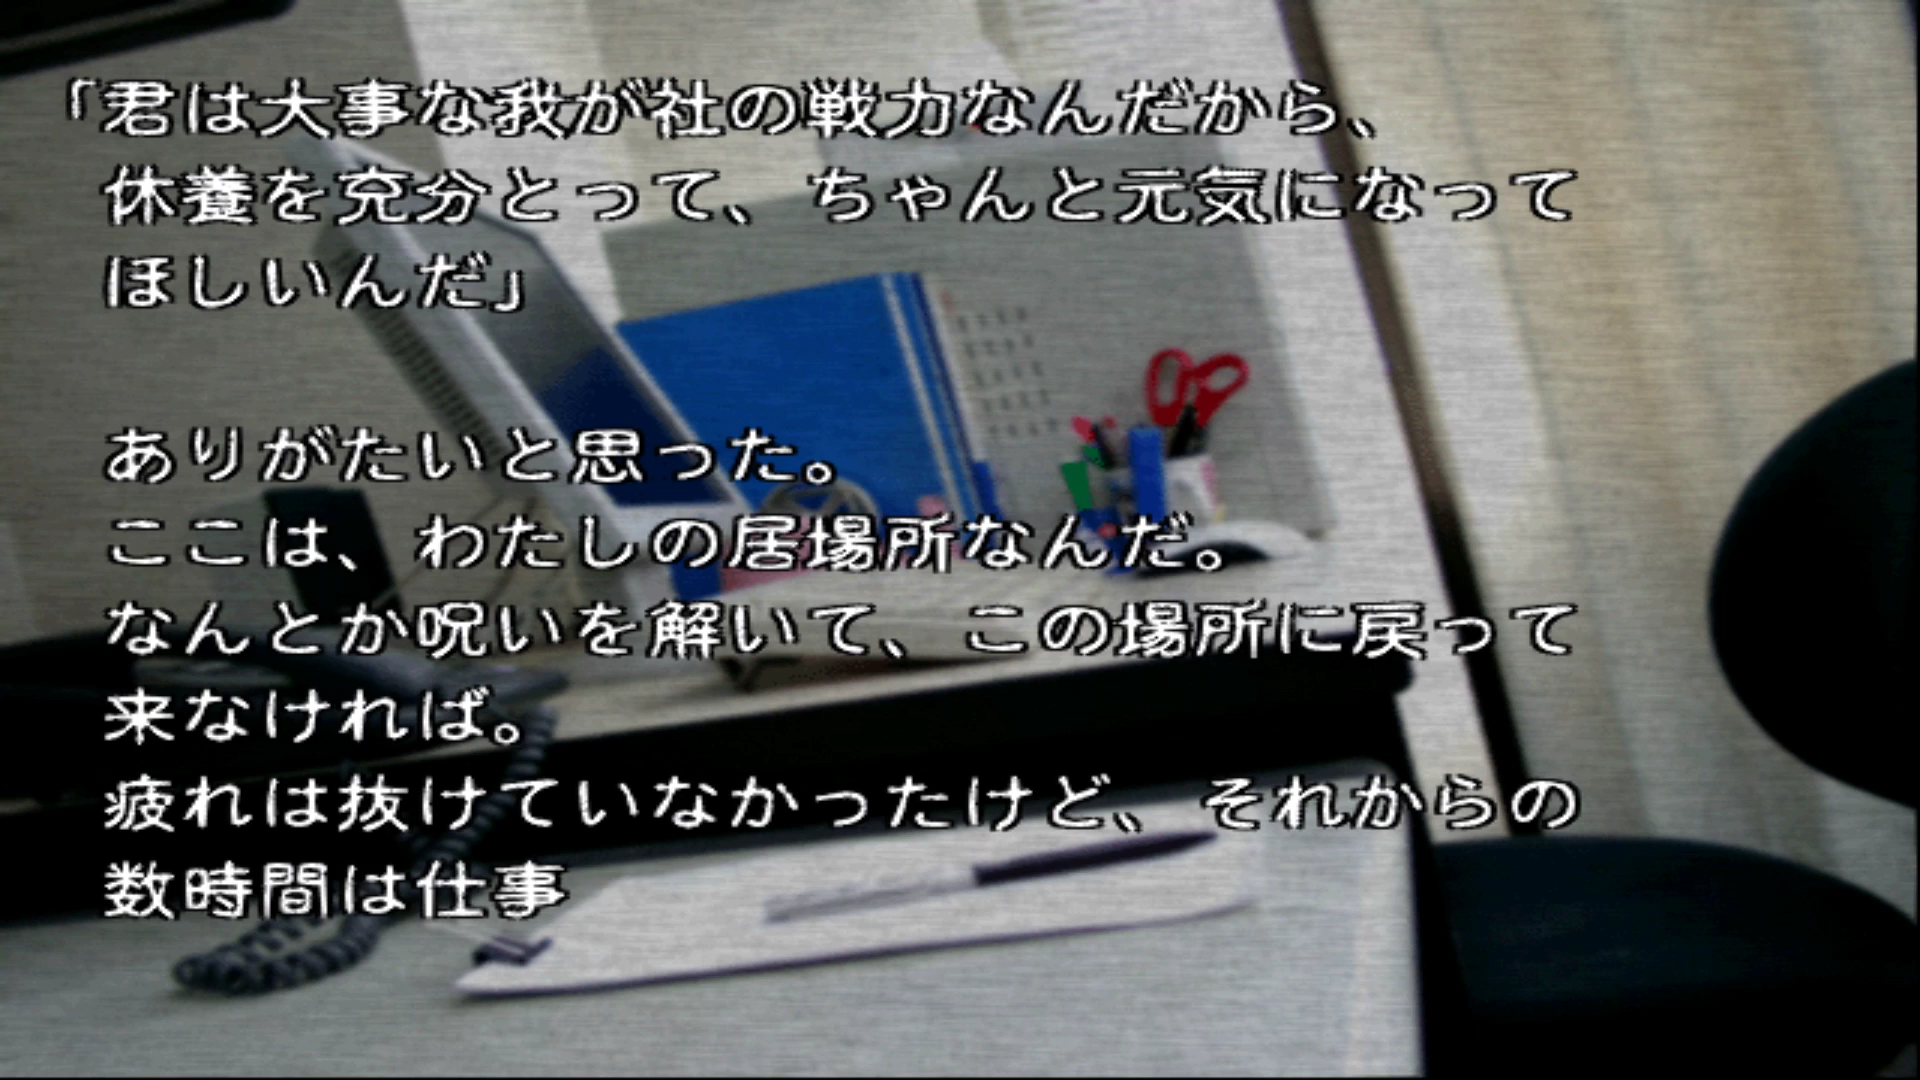 「君は大事な我が社の戦力なんだから、
休養を充分とって、ちゃんと元気になって
ほしいんだ」
ありがたいと思った。
ここは、わたしの居場所なんだ。
なんとか呪いを解いて、この場所に戻って
来なければ。
疲れは抜けていなかったけど、それからの
数時間は仕事